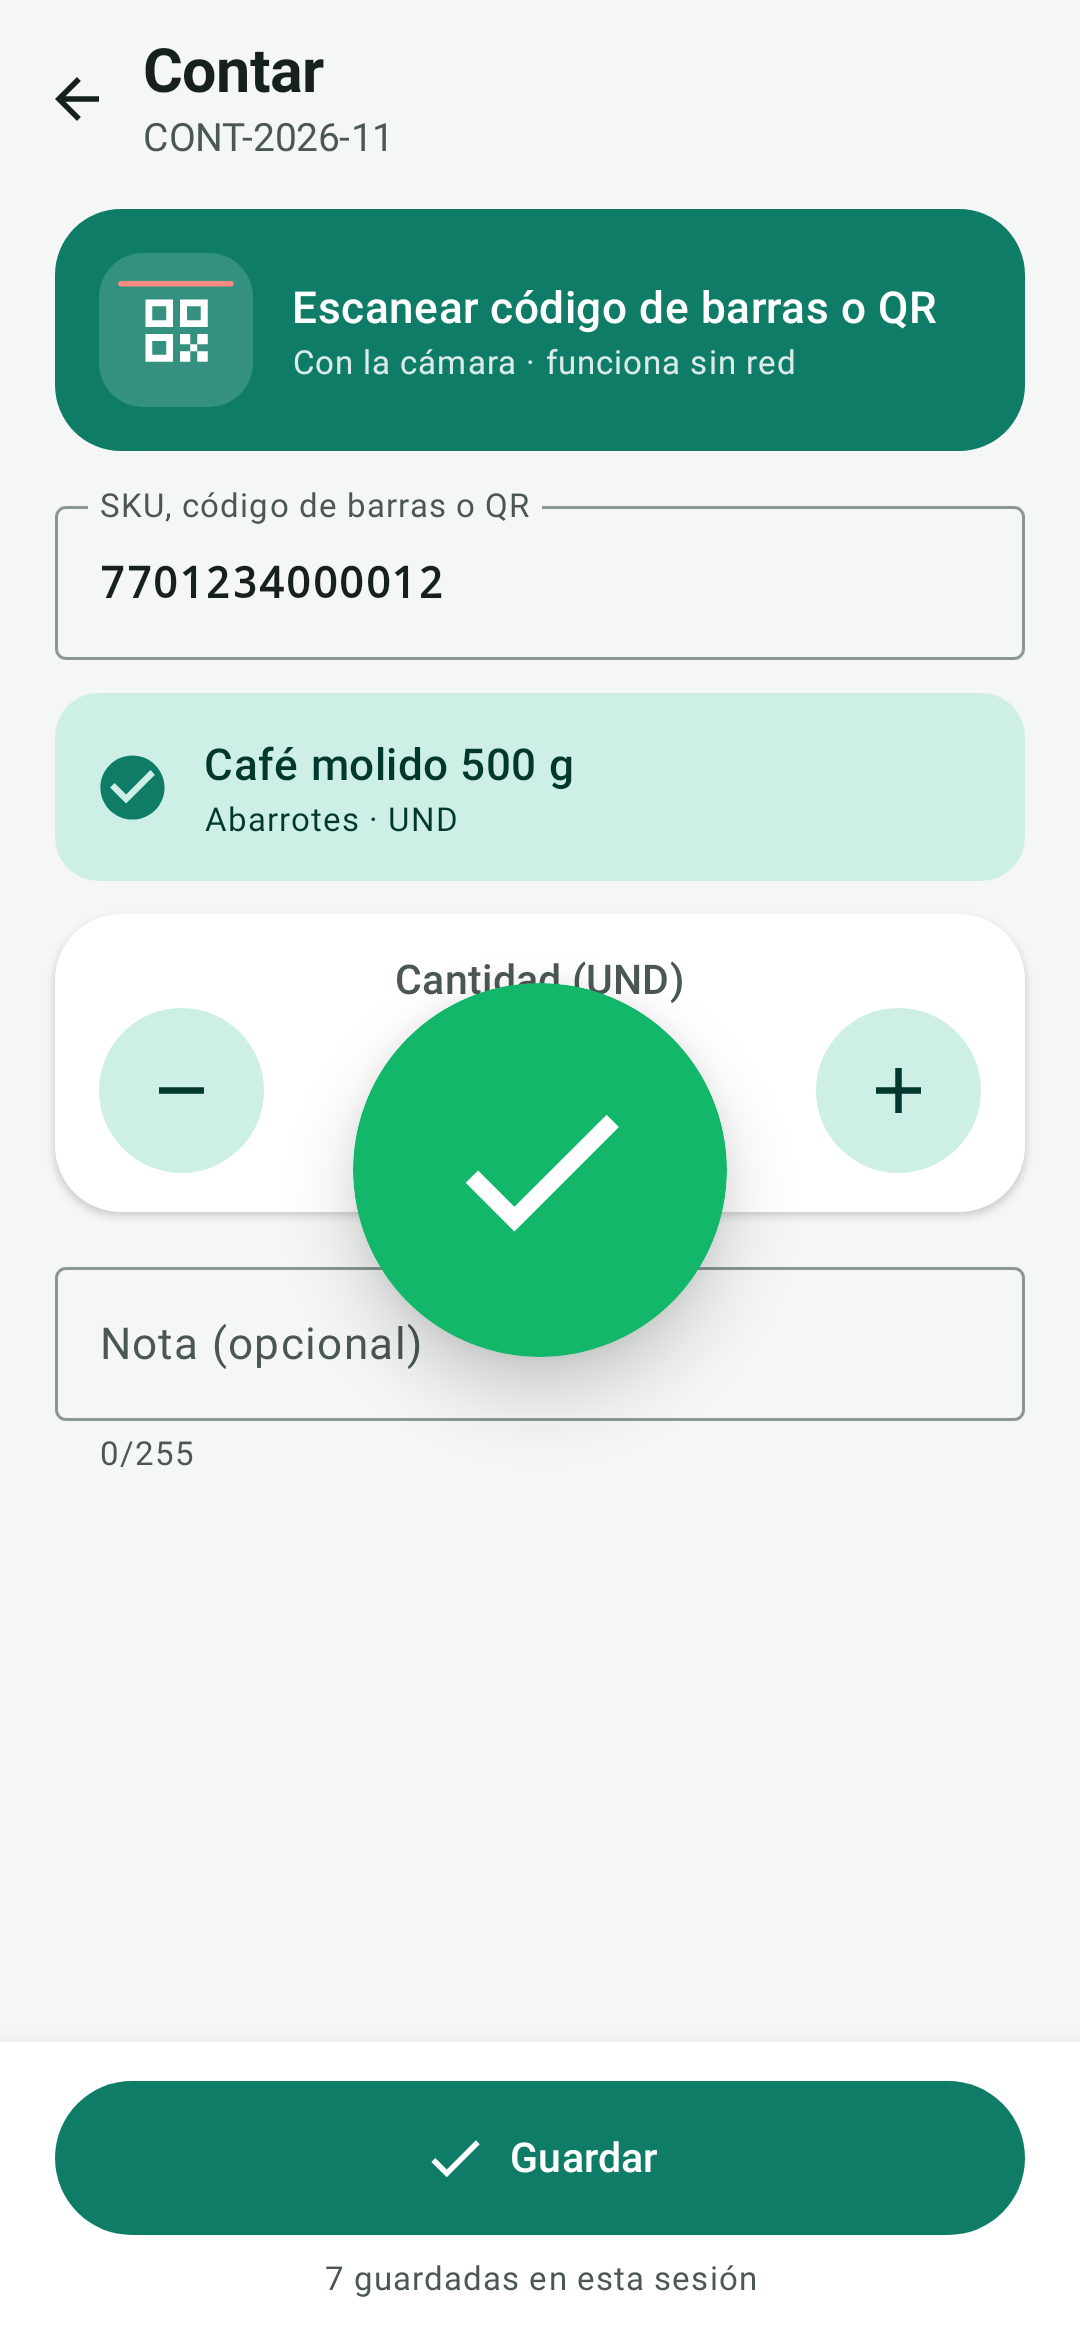 Contar
CONT-2026-11
Escanear código de barras o QR
Con la cámara · funciona sin red
SKU, código de barras o QR
7701234000012
Café molido 500 g
Abarrotes · UND
Cantidad (UND)
Nota (opcional)
0/255
Guardar
7 guardadas en esta sesión